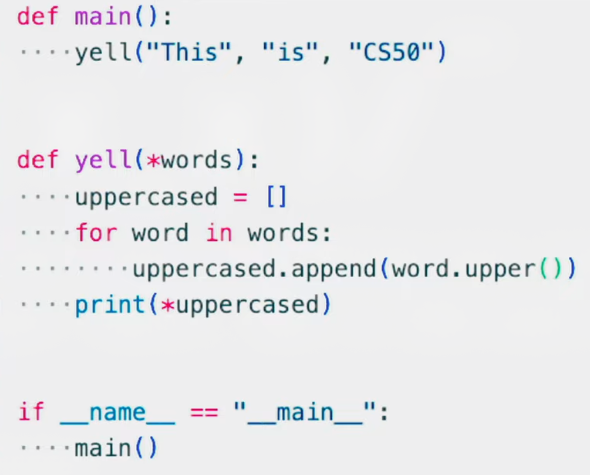 def main():
    yell("This", "is", "CS50")
def yell(*words):
    uppercased = []
    for word in words:
        uppercased.append(word.upper())
    print(*uppercased)
if __name__ == "__main__":
    main()